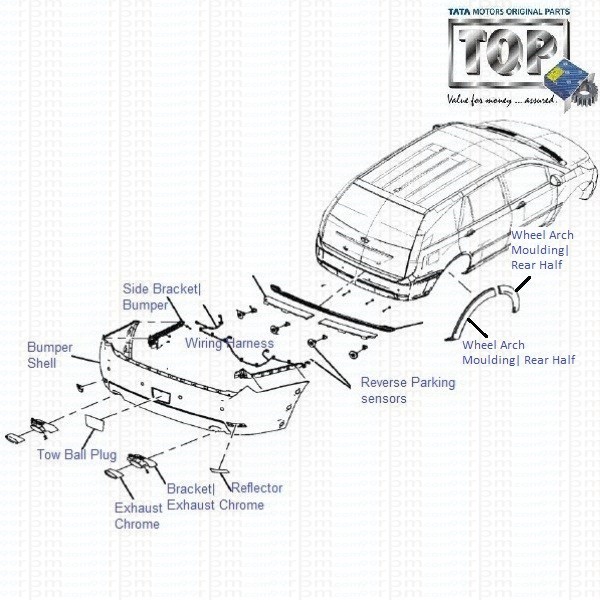 TATA MOTORS ORIGINAL PARTS
TOP
Value for money ... assured.
Wheel Arch
Moulding|
Rear Half
Side Bracket|
Bumper
Wiring Harness
Wheel Arch
Moulding| Rear Half
Bumper
Shell
Reverse Parking
sensors
Tow Ball Plug
Bracket|
Exhaust Chrome
Reflector
Exhaust
Chrome